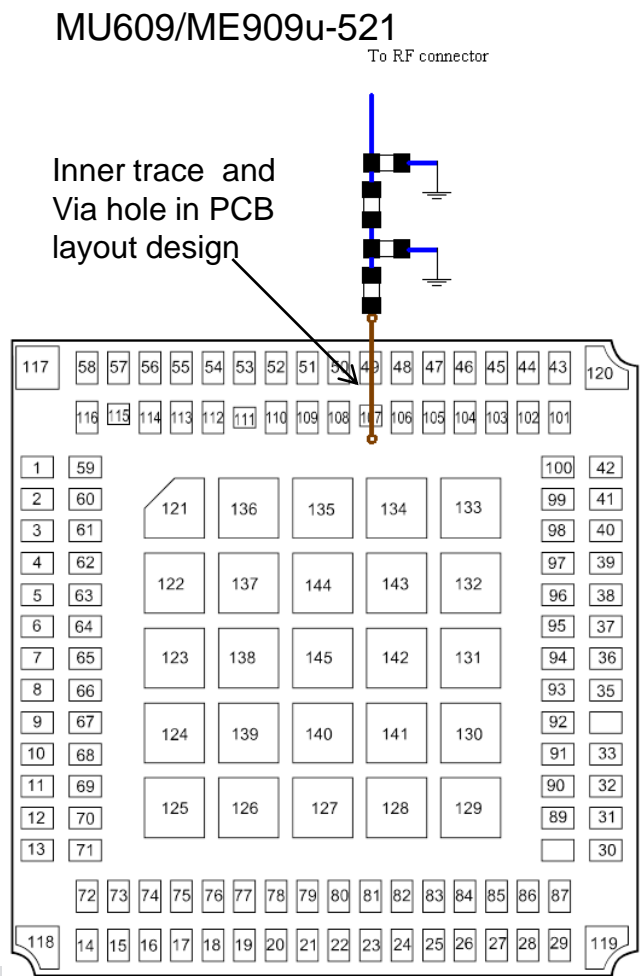 MU609/ME909u-521
To RF connector
Inner trace and
Via hole in PCB
layout design
117 58 57 56 55 54 53 52 51 50 49 48 47 46 45 44 43 120
116 115 114 113 112 111 110 109 108 107 106 105 104 103 102 101
1 59 100 42
2 60 99 41
121 136 135 134 133
3 61 98 40
4 62 97 39
122 137 144 143 132
5 63 96 38
6 64 95 37
7 65 123 138 145 142 131 94 36
8 66 93 35
9 67 92
124 139 140 141 130
10 68 91 33
11 69 90 32
125 126 127 128 129
12 70 89 31
13 71 30
72 73 74 75 76 77 78 79 80 81 82 83 84 85 86 87
118 14 15 16 17 18 19 20 21 22 23 24 25 26 27 28 29 119